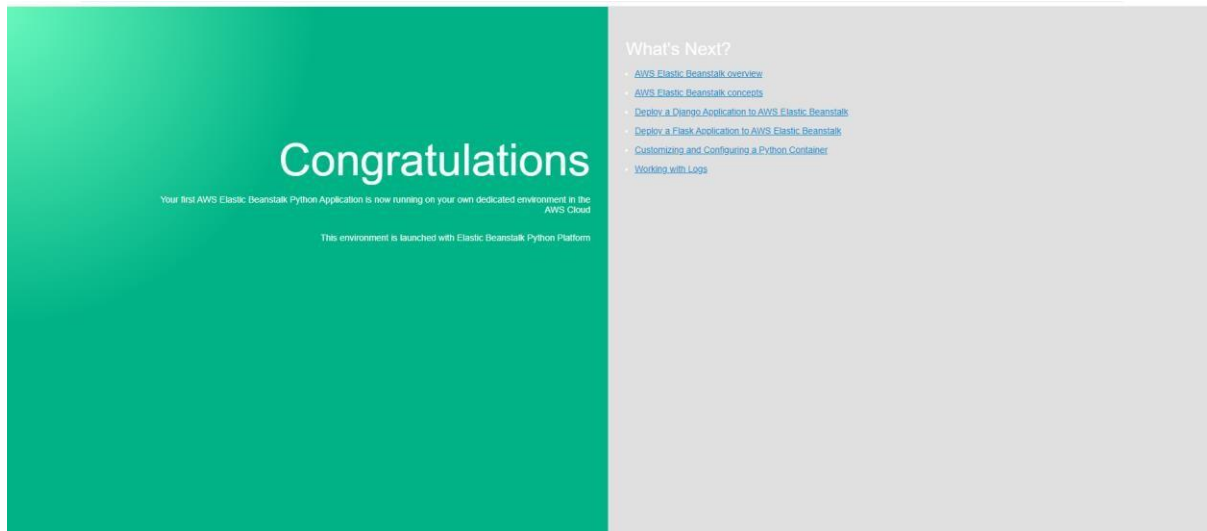 Congratulations
Your first AWS Elastic Beanstalk Python Application is now running on your own dedicated environment in the
AWS Cloud
This environment is launched with Elastic Beanstalk Python Platform
What's Next?
AWS Elastic Beanstalk overview
AWS Elastic Beanstalk concepts
Deploy a Django Application to AWS Elastic Beanstalk
Deploy a Flask Application to AWS Elastic Beanstalk
Customizing and Configuring a Python Container
Working with Logs